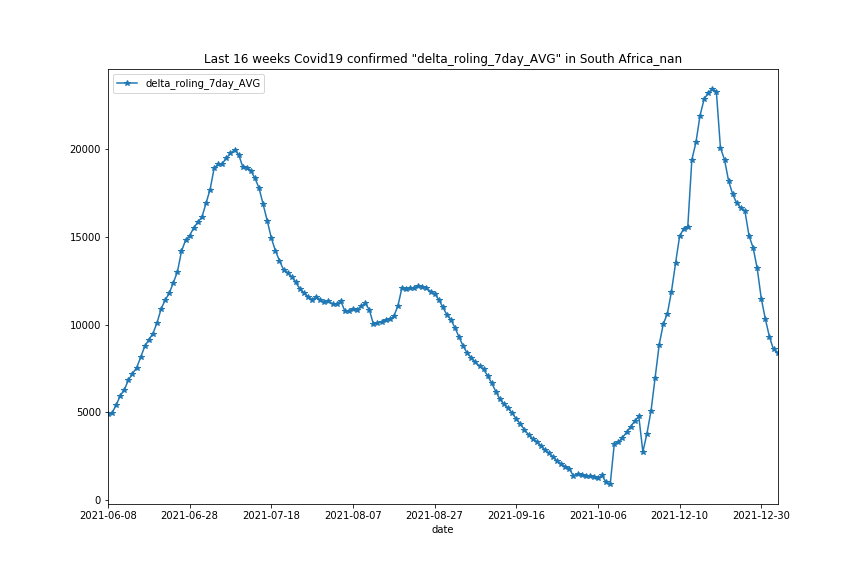 Last 16 weeks Covid19 confirmed "delta_roling_7day_AVG" in South Africa_nan
delta_roling_7day_AVG
20000
15000
10000
5000
0
2021-06-08 2021-06-28 2021-07-18 2021-08-07 2021-08-27 2021-09-16 2021-10-06 2021-12-10 2021-12-30
date